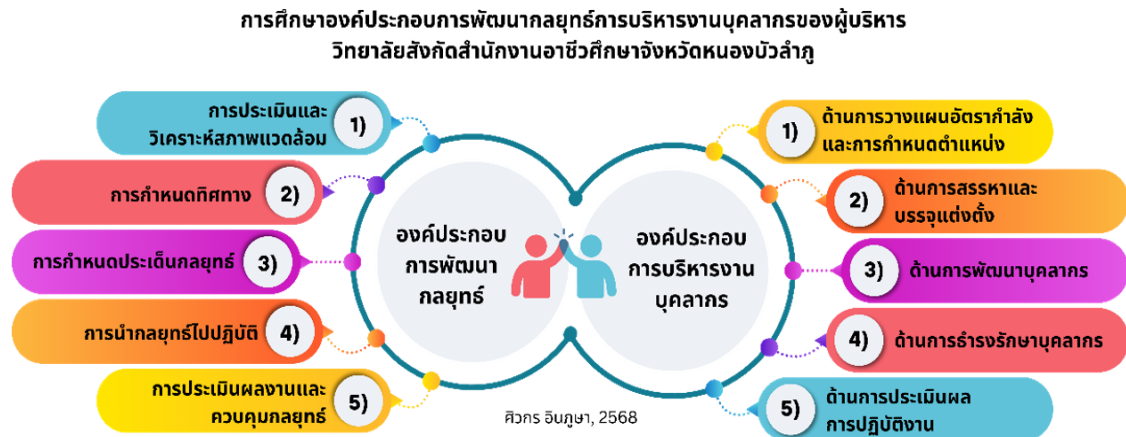 การศึกษาองค์ประกอบการพัฒนากลยุทธ์การบริหารงานบุคลากรของผู้บริหาร
วิทยาลัยสังกัดสำนักงานอาชีวศึกษาจังหวัดหนองบัวลำภู
การประเมินและ
วิเคราะห์สภาพแวดล้อม
1)
การกำหนดทิศทาง
2)
การกำหนดประเด็นกลยุทธ์
3)
การนำกลยุทธ์ไปปฏิบัติ
4)
การประเมินผลงานและ
ควบคุมกลยุทธ์
5)
องค์ประกอบ
การพัฒนา
กลยุทธ์
องค์ประกอบ
การบริหารงาน
บุคลากร
1)
ด้านการวางแผนอัตรากำลัง
และการกำหนดตำแหน่ง
2)
ด้านการสรรหาและ
บรรจุแต่งตั้ง
3)
ด้านการพัฒนาบุคลากร
4)
ด้านการธำรงรักษาบุคลากร
5)
ด้านการประเมินผล
การปฏิบัติงาน
ศิวกร อินภูษา, 2568